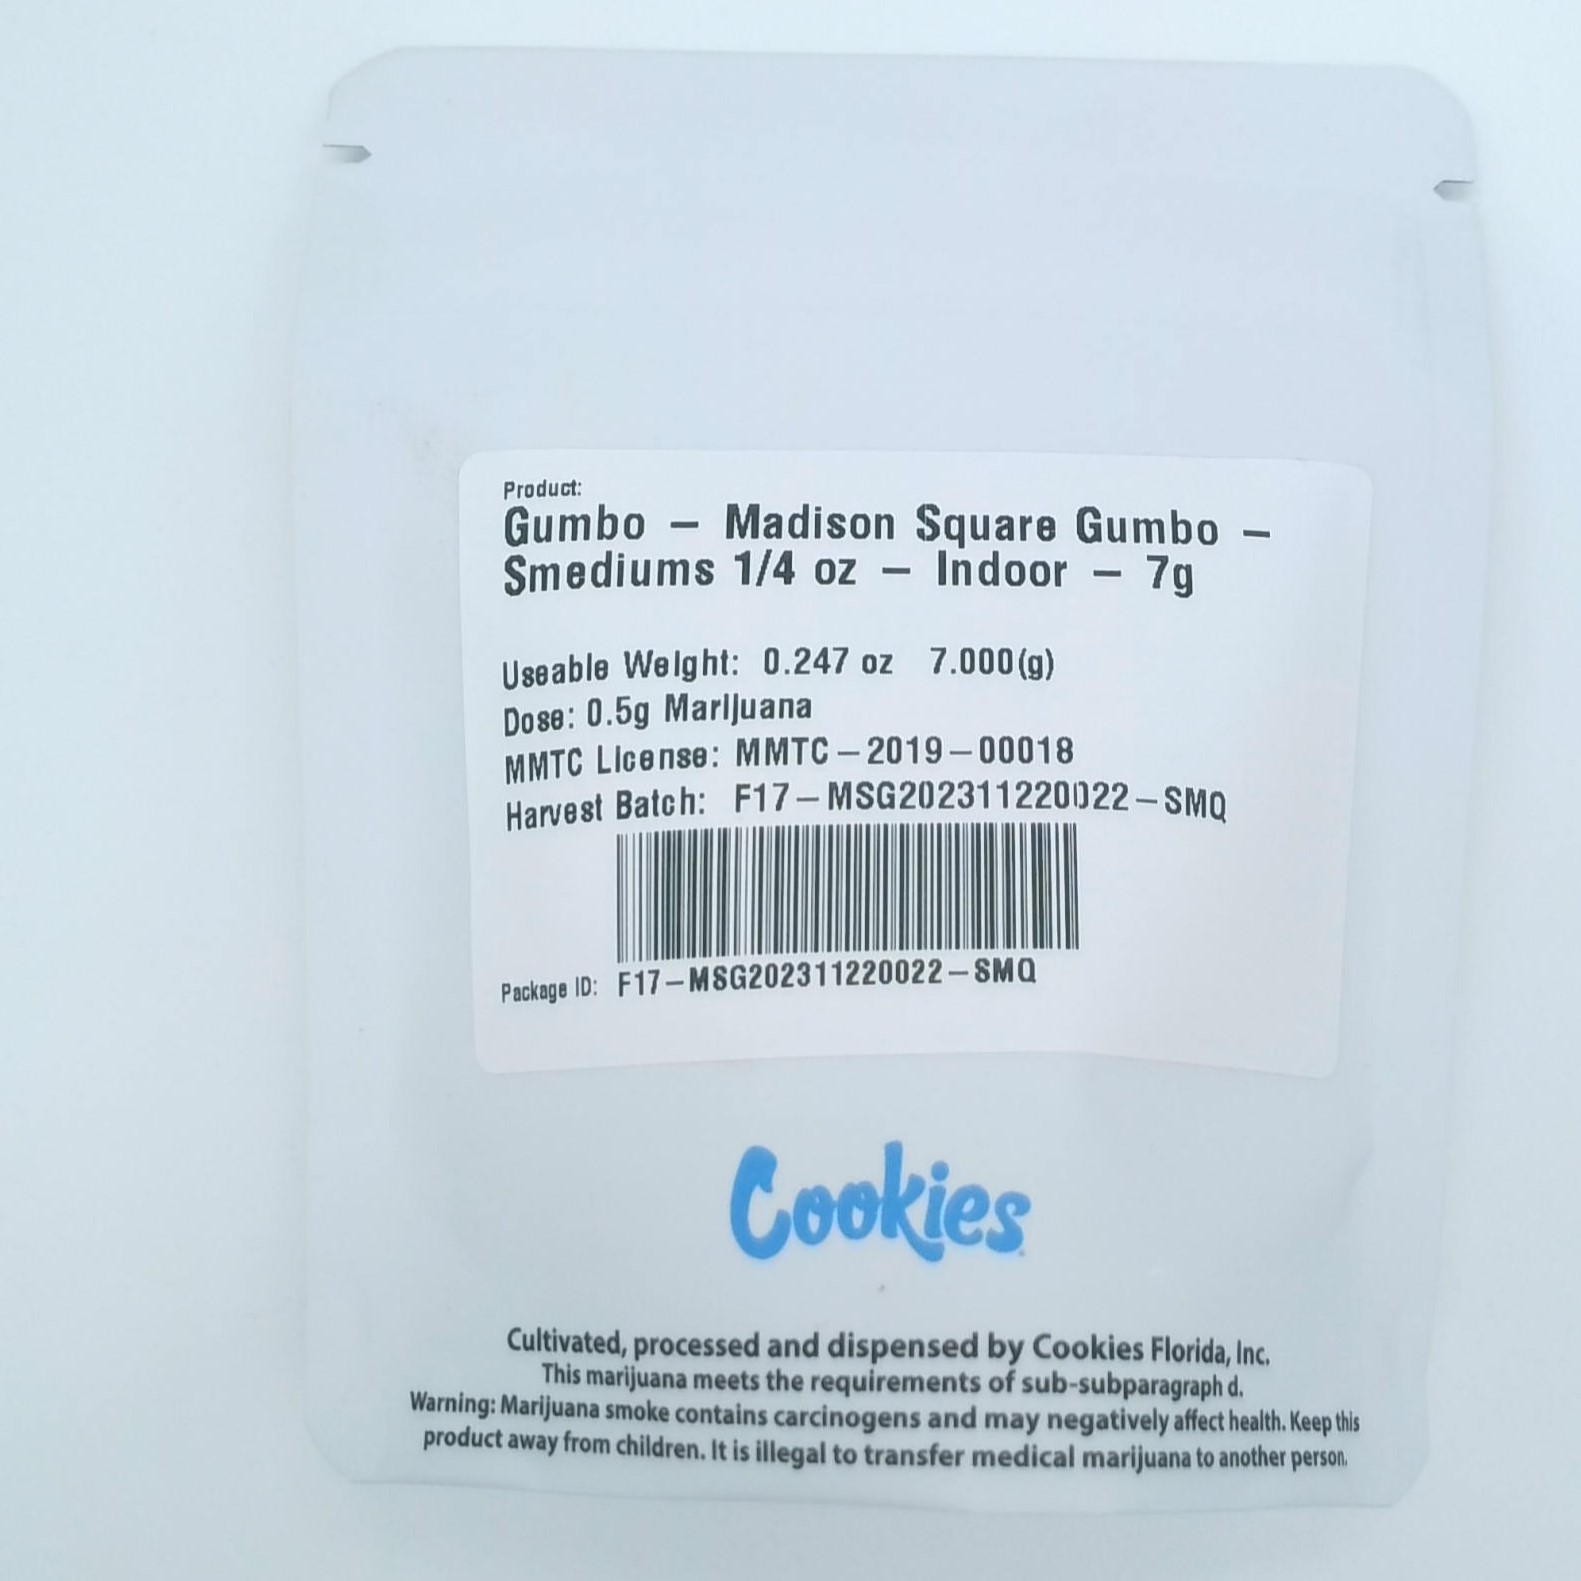 Product:
Gumbo – Madison Square Gumbo –
Smediums 1/4 oz – Indoor – 7g
Useable Weight: 0.247 oz 7.000(g)
Dose: 0.5g Marijuana
MMTC License: MMTC-2019-00018
Harvest Batch: F17-MSG202311220022-SMQ
Package ID: F17-MSG202311220022-SMQ
Cookies
Cultivated, processed and dispensed by Cookies Florida, Inc.
This marijuana meets the requirements of sub-subparagraph d.
Warning: Marijuana smoke contains carcinogens and may negatively affect health. Keep this
product away from children. It is illegal to transfer medical marijuana to another person.